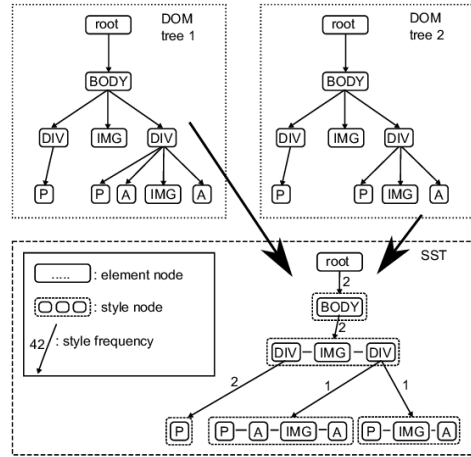 DOM
tree 1
root
BODY
DIV IMG DIV
P P A IMG A
DOM
tree 2
root
BODY
DIV IMG DIV
P P IMG A
SST
..... : element node
: style node
42 : style frequency
root
2
BODY
2
DIV IMG DIV
2 1 1
P P A IMG A P IMG A